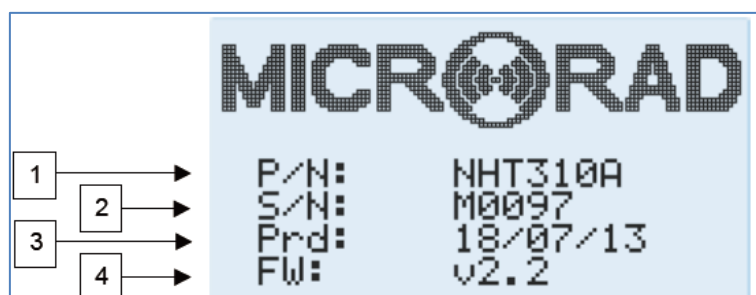 MICRORAD
1 P/N: NHT310A
2 S/N: M0097
3 Prd: 18/07/13
4 FW: v2.2